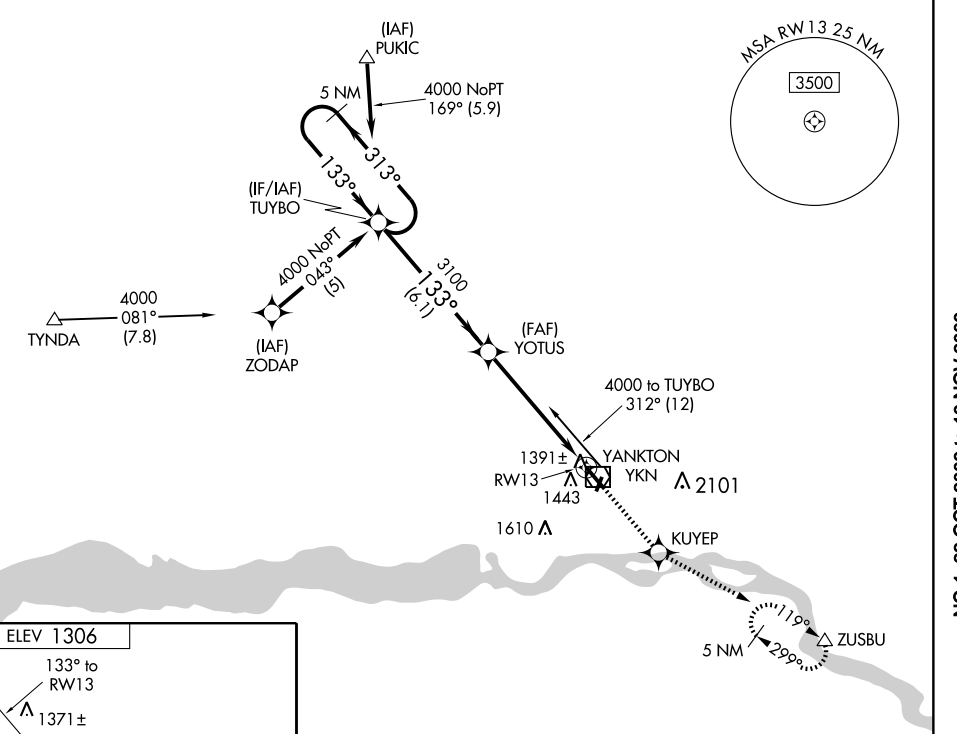 (IAF)
PUKIC
MSA RW13 25 NM
3500
5 NM
4000 NoPT
169° (5.9)
313°
133°
(IF/IAF)
TUYBO
4000 NoPT
043°
(5)
3100
133°
(6.1)
4000
081°
(7.8)
TYNDA
(IAF)
ZODAP
(FAF)
YOTUS
4000 to TUYBO
312° (12)
1391±
YANKTON
YKN
RW13
1443
2101
1610
KUYEP
119°
ZUSBU
5 NM
299°
ELEV 1306
133° to
RW13
1371±